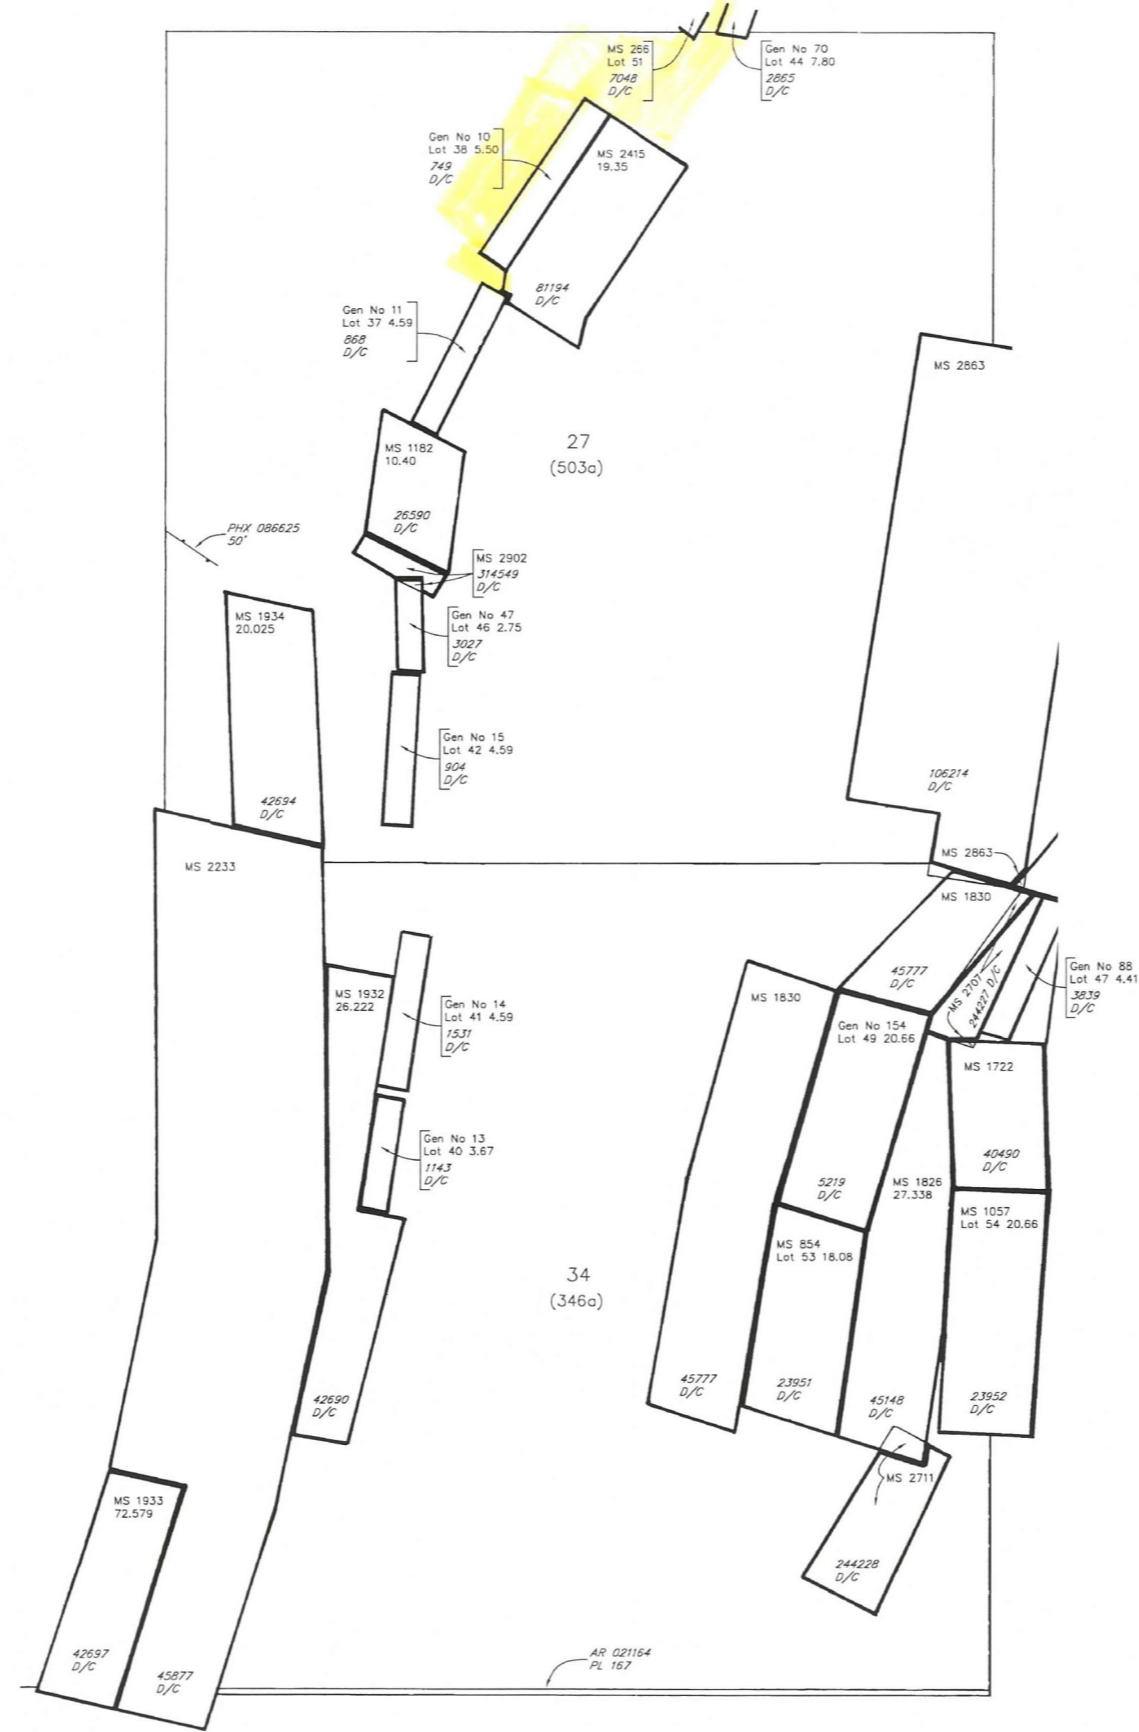 MS 266
Lot 51
7048
D/C
Gen No 70
Lot 44 7.80
2865
D/C
Gen No 10
Lot 38 5.50
749
D/C
MS 2415
19.35
81194
D/C
Gen No 11
Lot 37 4.59
868
D/C
MS 2863
27
(503a)
MS 1182
10.40
26590
D/C
PHX 086625
50'
MS 2902
314549
D/C
MS 1934
20.025
Gen No 47
Lot 46 2.75
3027
D/C
Gen No 15
Lot 42 4.59
904
D/C
106214
D/C
42694
D/C
MS 2233
MS 2863
MS 1830
45777
D/C
MS 2707
244227 D/C
Gen No 88
Lot 47 4.41
3839
D/C
MS 1932
26.222
Gen No 14
Lot 41 4.59
1531
D/C
MS 1830
Gen No 154
Lot 49 20.66
MS 1722
Gen No 13
Lot 40 3.67
1143
D/C
40490
D/C
5219
D/C
MS 1826
27.338
MS 1057
Lot 54 20.66
MS 854
Lot 53 18.08
34
(346a)
42690
D/C
45777
D/C
23951
D/C
45148
D/C
23952
D/C
MS 2711
MS 1933
72.579
244228
D/C
42697
D/C
45877
D/C
AR 021164
PL 167